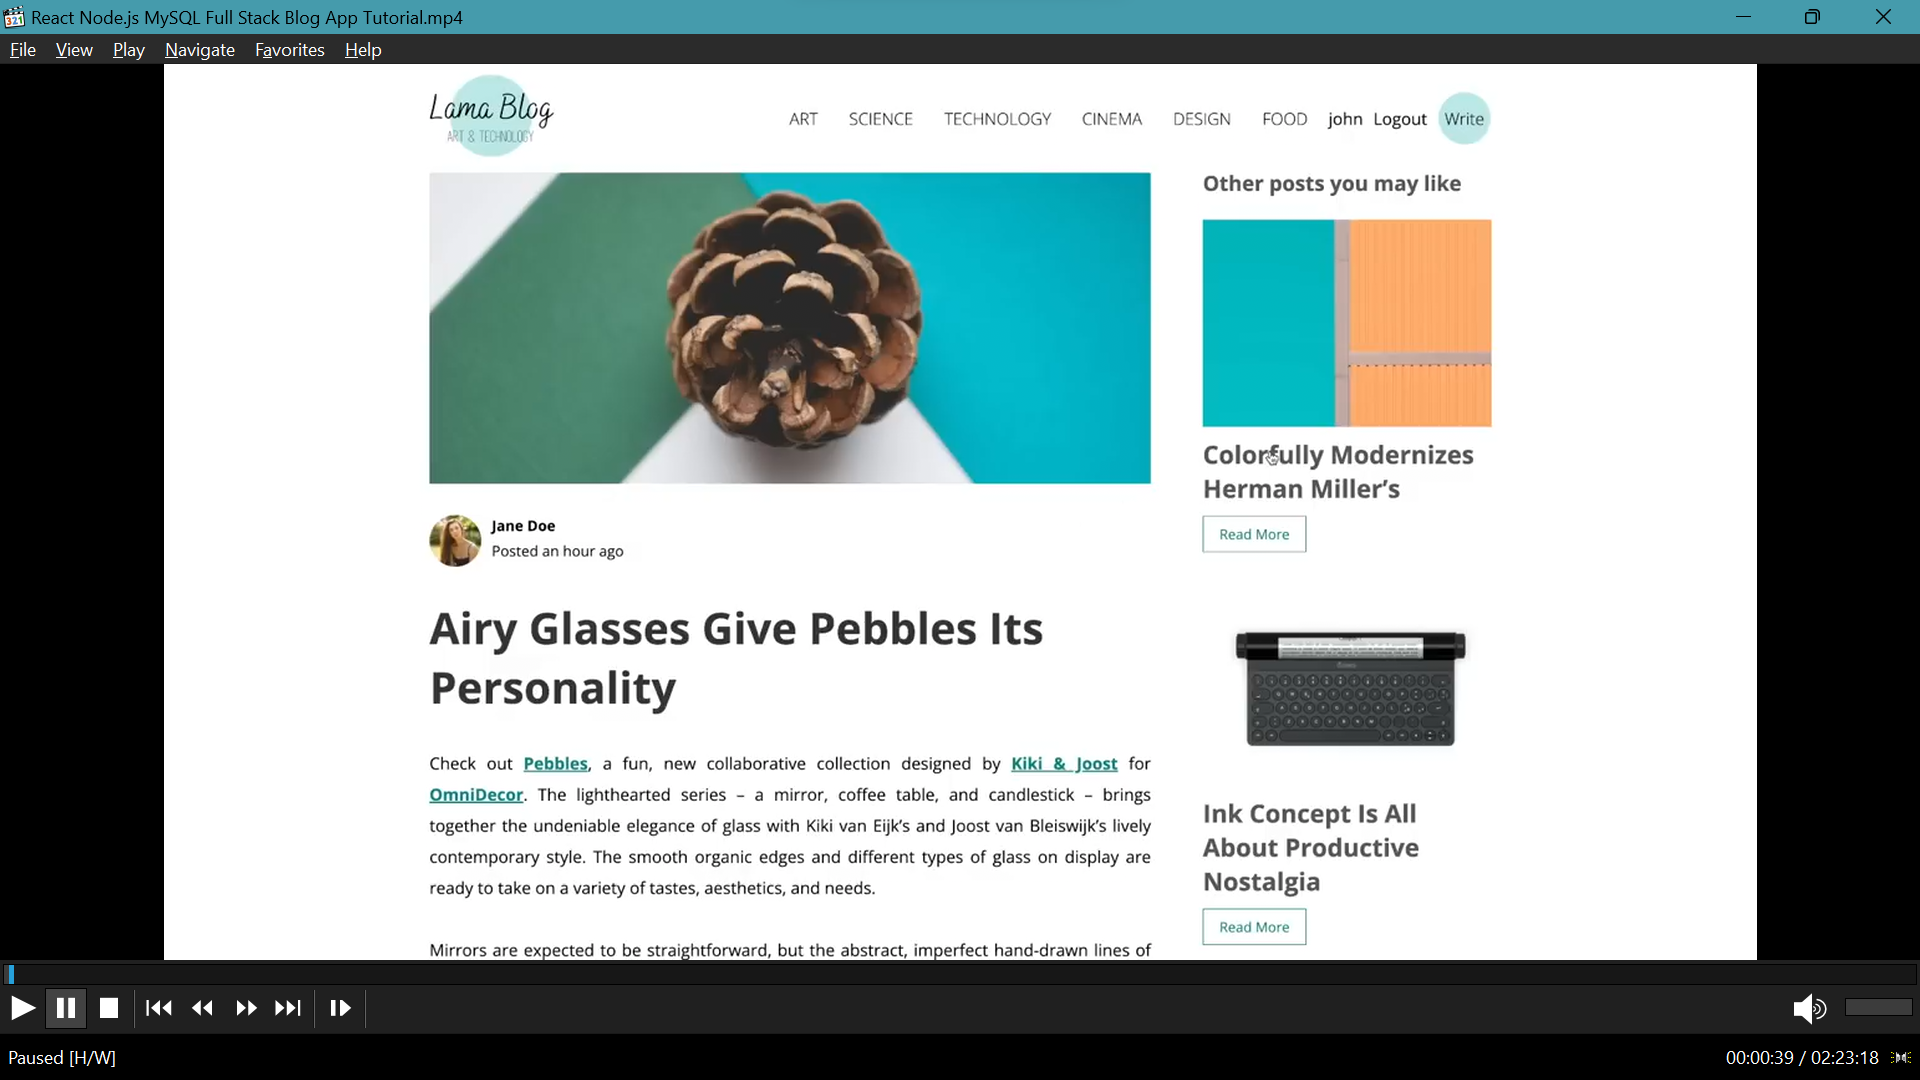 React Node.js MySQL Full Stack Blog App Tutorial.mp4
File View Play Navigate Favorites Help
Lama Blog
ART & TECHNOLOGY
ART SCIENCE TECHNOLOGY CINEMA DESIGN FOOD john Logout Write
Jane Doe
Posted an hour ago
Airy Glasses Give Pebbles Its
Personality
Check out Pebbles, a fun, new collaborative collection designed by Kiki & Joost for
OmniDecor. The lighthearted series – a mirror, coffee table, and candlestick – brings
together the undeniable elegance of glass with Kiki van Eijk’s and Joost van Bleiswijk’s lively
contemporary style. The smooth organic edges and different types of glass on display are
ready to take on a variety of tastes, aesthetics, and needs.
Mirrors are expected to be straightforward, but the abstract, imperfect hand-drawn lines of
Other posts you may like
Colorfully Modernizes
Herman Miller’s
Read More
Ink Concept Is All
About Productive
Nostalgia
Read More
Paused [H/W]
00:00:39 / 02:23:18